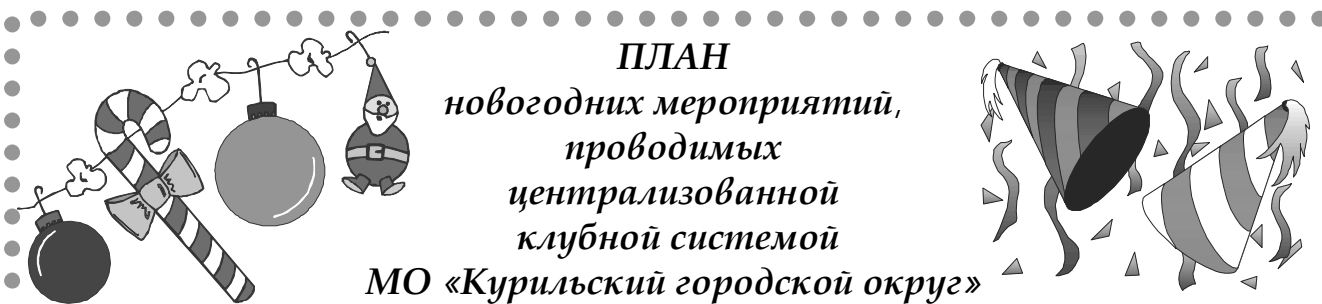 ПЛАН
новогодних мероприятий,
проводимых
централизованной
клубной системой
МО «Курильский городской округ»